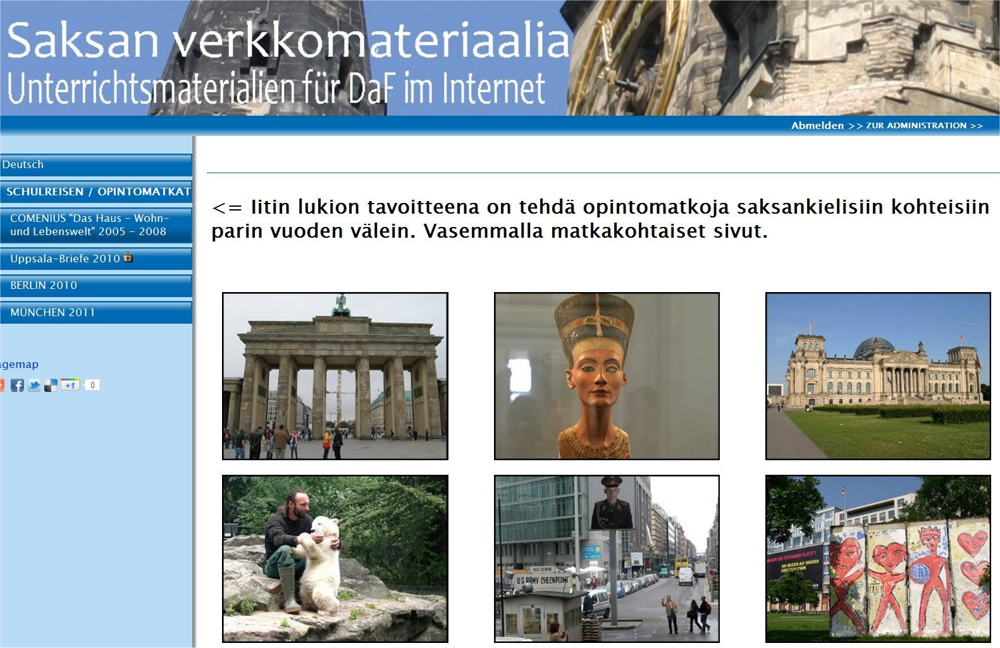 Saksan verkkomateriaalia
Unterrichtsmaterialien für DaF im Internet
Abmelden >> ZUR ADMINISTRATION >>
Deutsch
SCHULREISEN / OPINTOMATKAT
COMENIUS "Das Haus - Wohn-
und Lebenswelt" 2005 - 2008
Uppsala-Briefe 2010
BERLIN 2010
MÜNCHEN 2011
agemap
+1 0
<= Iitin lukion tavoitteena on tehdä opintomatkoja saksankielisiin kohteisiin
parin vuoden välein. Vasemmalla matkakohtaiset sivut.
U.S. ARMY CHECKPOINT